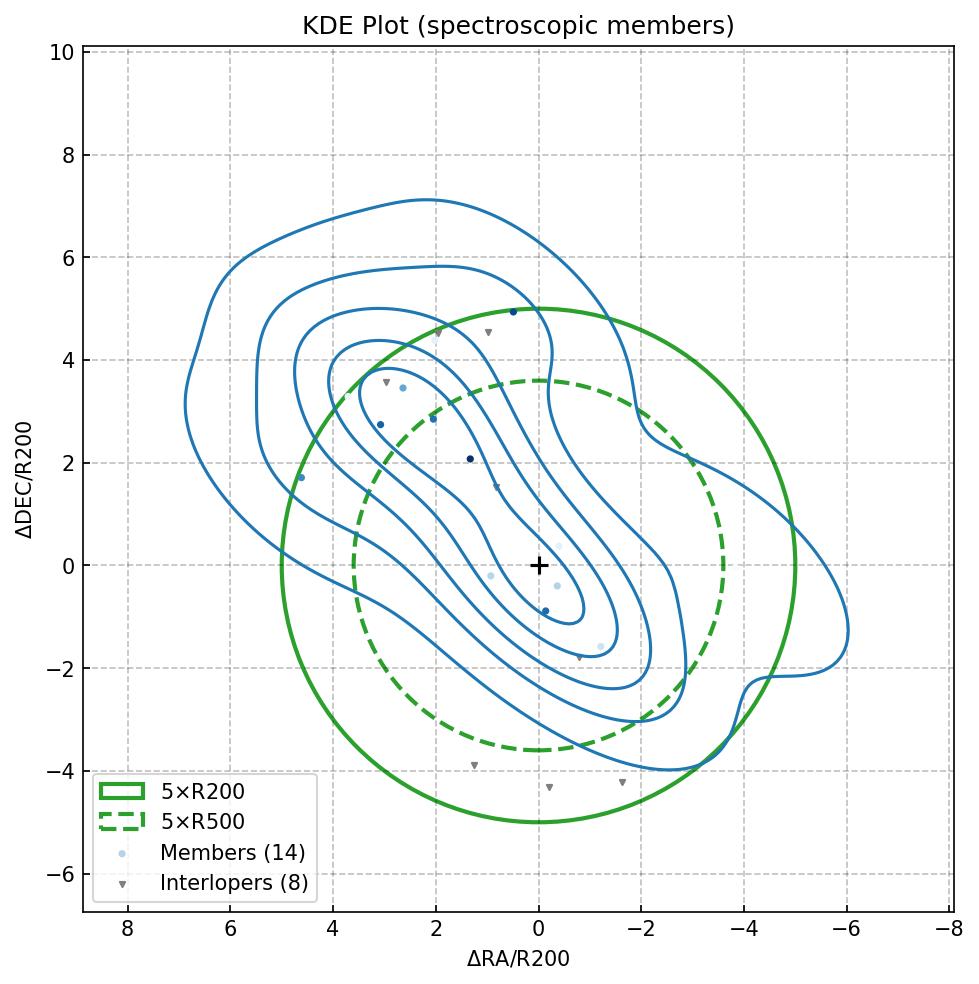 KDE Plot (spectroscopic members)
10
8
6
4
2
0
−2
−4
−6
ΔDEC/R200
5×R200
5×R500
Members (14)
Interlopers (8)
8 6 4 2 0 −2 −4 −6 −8
ΔRA/R200